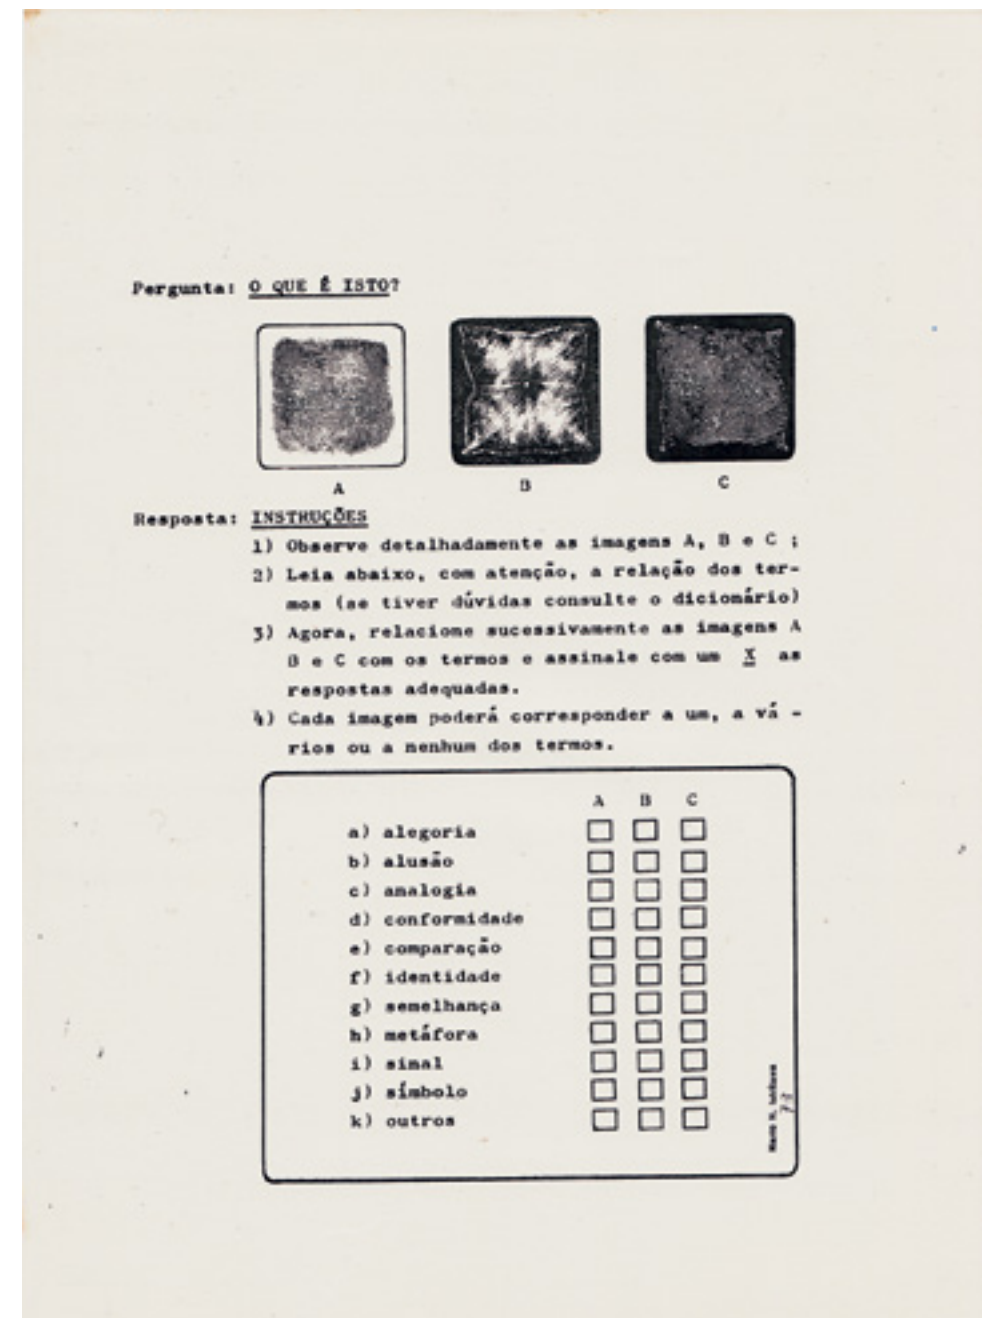 Pergunta: O QUE É ISTO?
A B C
Resposta: INSTRUÇÕES
1) Observe detalhadamente as imagens A, B e C ;
2) Leia abaixo, com atenção, a relação dos ter-
mos (se tiver dúvidas consulte o dicionário)
3) Agora, relacione sucessivamente as imagens A
B e C com os termos e assinale com um X as
respostas adequadas.
4) Cada imagem poderá corresponder a um, a vá -
rios ou a nenhum dos termos.
A B C
a) alegoria
b) alusão
c) analogia
d) conformidade
e) comparação
f) identidade
g) semelhança
h) metáfora
i) sinal
j) símbolo
k) outros